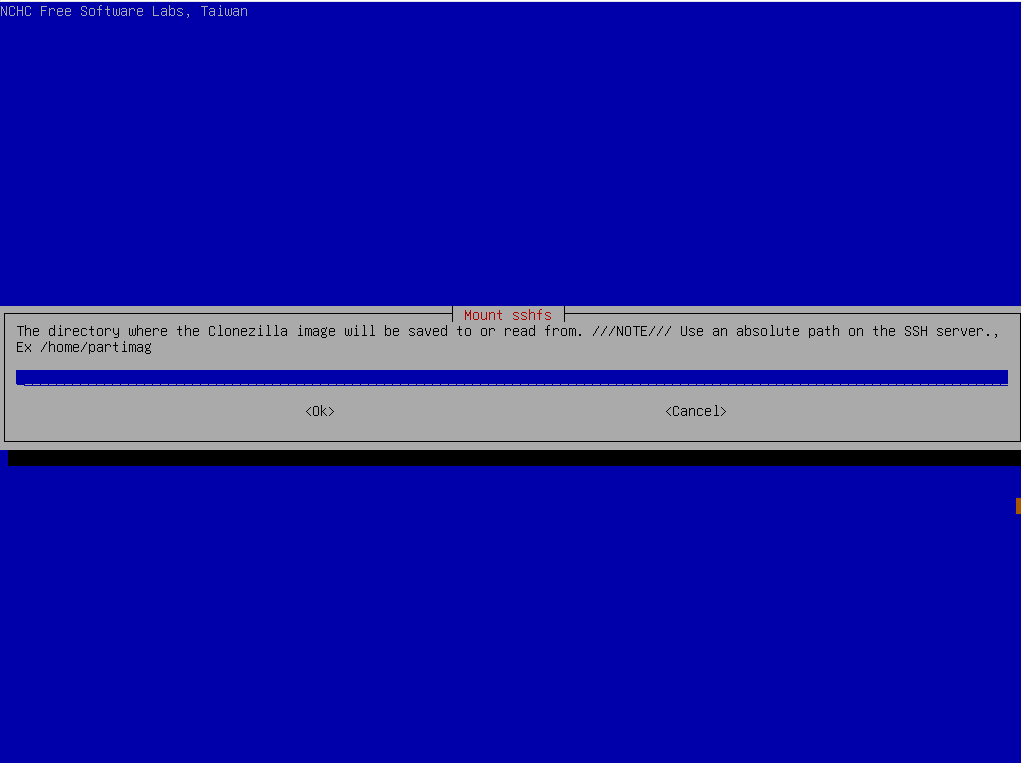 NCHC Free Software Labs, Taiwan
Mount sshfs
The directory where the Clonezilla image will be saved to or read from. ///NOTE/// Use an absolute path on the SSH server.,
Ex /home/partimag
<Ok> <Cancel>